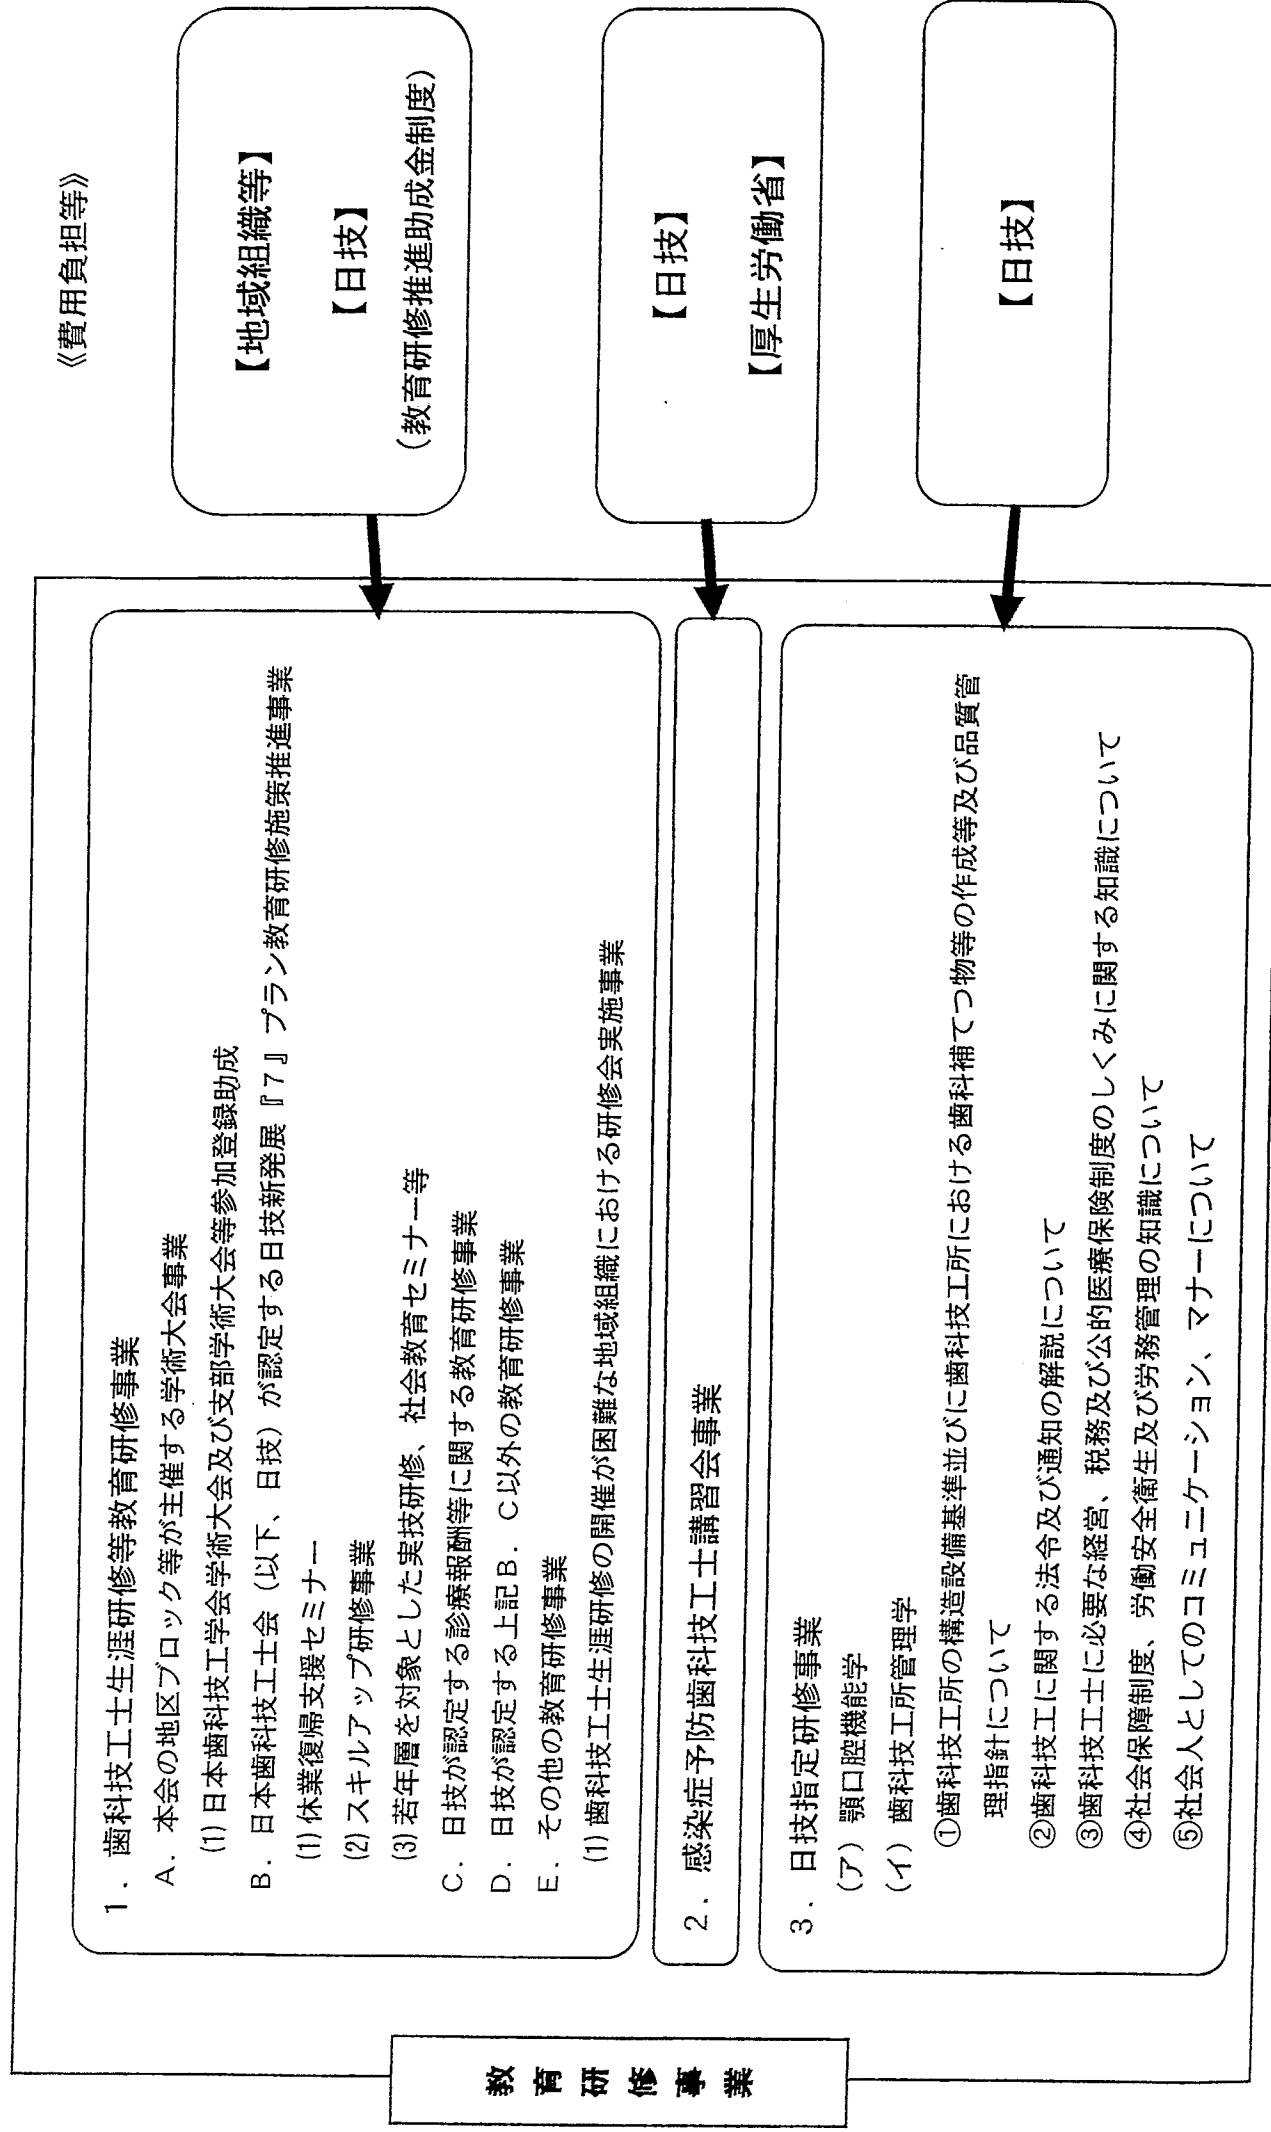 教育研修事業
《費用負担等》
1．歯科技工士生涯研修等教育研修事業
A．本会の地区ブロック等が主催する学術大会事業
(1) 日本歯科技工学会学術大会及び支部学術大会等参加登録助成
B．日本歯科技工士会（以下、日技）が認定する日技新発展『７』プラン教育研修施策推進事業
(1) 休業復帰支援セミナー
(2) スキルアップ研修事業
(3) 若年層を対象とした実技研修、社会教育セミナー等
C．日技が認定する診療報酬等に関する教育研修事業
D．日技が認定する上記B．C以外の教育研修事業
E．その他の教育研修事業
(1) 歯科技工士生涯研修の開催が困難な地域組織における研修会実施事業
【地域組織等】
【日技】
（教育研修推進助成金制度）
2．感染症予防歯科技工士講習会事業
【日技】
【厚生労働省】
3．日技指定研修事業
(ア) 顎口腔機能学
(イ) 歯科技工所管理学
①歯科技工所の構造設備基準並びに歯科技工所における歯科補てつ物等の作成等及び品質管
理指針について
②歯科技工に関する法令及び通知の解説について
③歯科技工士に必要な経営、税務及び公的医療保険制度のしくみに関する知識について
④社会保障制度、労働安全衛生及び労務管理の知識について
⑤社会人としてのコミュニケーション、マナーについて
【日技】